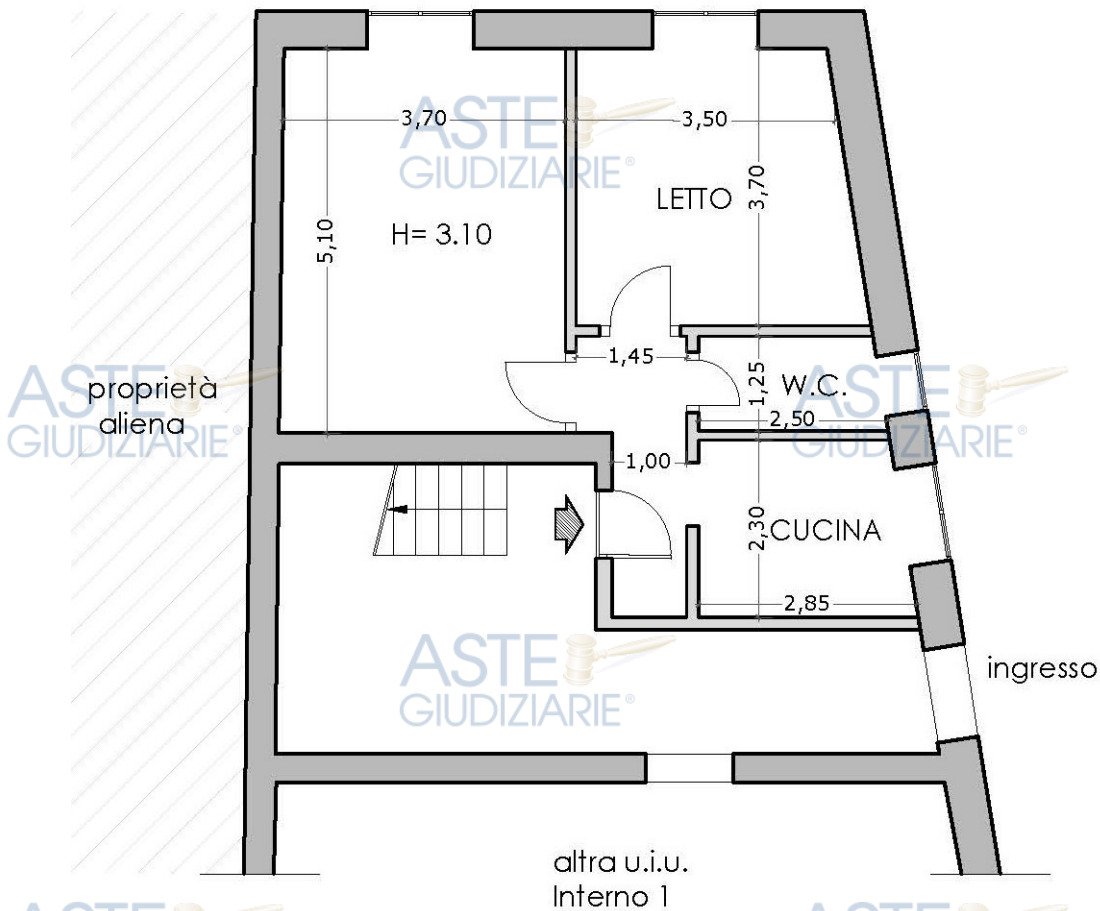 ASTE
GIUDIZIARIE®
3,70
3,50
LETTO
3,70
5,10
H= 3.10
ASTE
GIUDIZIARIE®
proprietà
aliena
1,45
1,25
W.C.
2,50
ASTE
GIUDIZIARIE®
1,00
2,30
CUCINA
2,85
ASTE
GIUDIZIARIE®
ingresso
altra u.i.u.
Interno 1
ASTE
ASTE